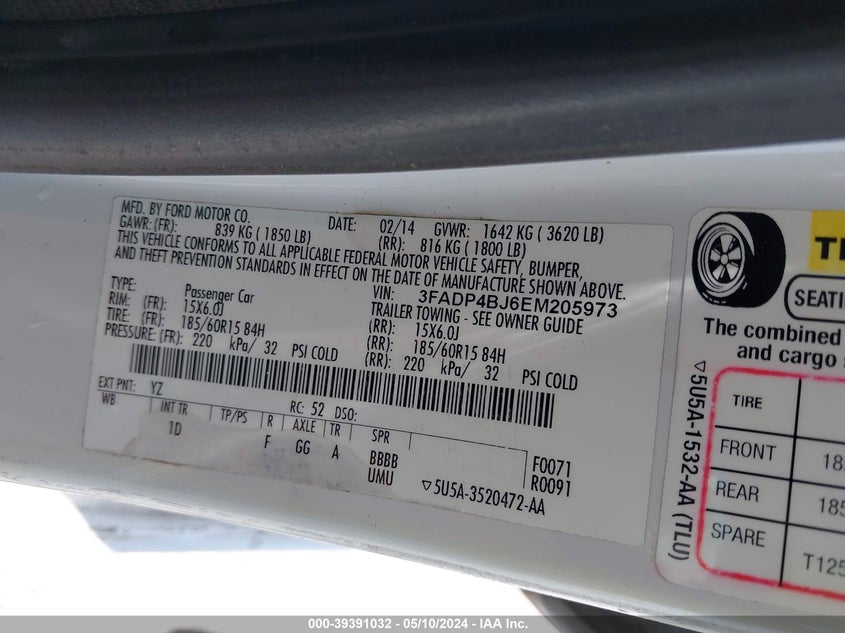 MFD. BY FORD MOTOR CO. DATE: 02/14 GVWR: 1642 KG ( 3620 LB)
GAWR: (FR): 839 KG ( 1850 LB) (RR): 816 KG ( 1800 LB)
THIS VEHICLE CONFORMS TO ALL APPLICABLE FEDERAL MOTOR VEHICLE SAFETY, BUMPER,
AND THEFT PREVENTION STANDARDS IN EFFECT ON THE DATE OF MANUFACTURE SHOWN ABOVE.
VIN: 3FADP4BJ6EM205973
TYPE: Passenger Car TRAILER TOWING - SEE OWNER GUIDE
RIM: (FR) 15X6.0J (RR): 15X6.0J
TIRE: (FR) 185/60R15 84H (RR): 185/60R15 84H
PRESSURE: (FR): 220 kPa/ 32 PSI COLD (RR): 220 kPa/ 32 PSI COLD
EXT PNT: YZ RC: 52 DSO:
WB INT TR TP/PS R AXLE TR SPR
1D F GG A BBBB F0071
UMU R0091
▽5U5A-3520472-AA
▽5U5A-1532-AA (TLU)
SEATI
The combined
and cargo
TIRE
FRONT 18
REAR 185
SPARE T125
000-39391032 - 05/10/2024 - IAA Inc.